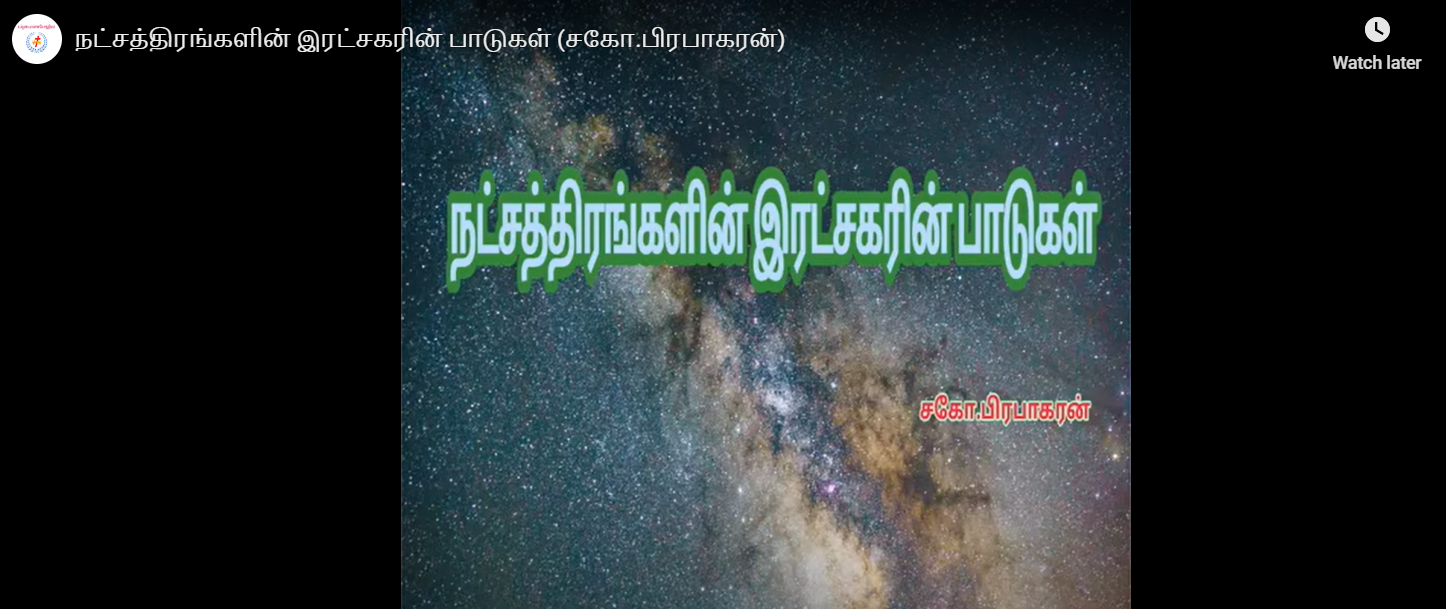 நட்சத்திரங்களின் இரட்சகரின் பாடுகள் (சகோ.பிரபாகரன்)
Watch later
நட்சத்திரங்களின் இரட்சகரின் பாடுகள்
சகோ.பிரபாகரன்